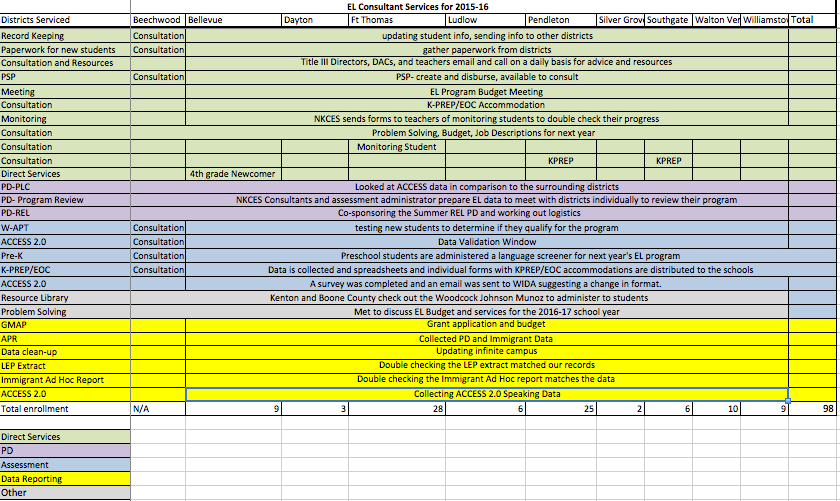 EL Consultant Services for 2015-16
Districts Serviced Beechwood Bellevue Dayton Ft Thomas Ludlow Pendleton Silver Grov Southgate Walton Ver Williamsto Total
Record Keeping Consultation updating student info, sending info to other districts
Paperwork for new students Consultation gather paperwork from districts
Consultation and Resources Title III Directors, DACs, and teachers email and call on a daily basis for advice and resources
PSP Consultation PSP- create and disburse, available to consult
Meeting EL Program Budget Meeting
Consultation K-PREP/EOC Accommodation
Monitoring NKCES sends forms to teachers of monitoring students to double check their progress
Consultation Problem Solving, Budget, Job Descriptions for next year
Consultation Monitoring Student
Consultation KPREP KPREP
Direct Services 4th grade Newcomer
PD-PLC Looked at ACCESS data in comparison to the surrounding districts
PD- Program Review NKCES Consultants and assessment administrator prepare EL data to meet with districts individually to review their program
PD-REL Co-sponsoring the Summer REL PD and working out logistics
W-APT Consultation testing new students to determine if they qualify for the program
ACCESS 2.0 Consultation Data Validation Window
Pre-K Consultation Preschool students are administered a language screener for next year's EL program
K-PREP/EOC Consultation Data is collected and spreadsheets and individual forms with KPREP/EOC accommodations are distributed to the schools
ACCESS 2.0 A survey was completed and an email was sent to WIDA suggesting a change in format.
Resource Library Kenton and Boone County check out the Woodcock Johnson Munoz to administer to students
Problem Solving Met to discuss EL Budget and services for the 2016-17 school year
GMAP Grant application and budget
APR Collected PD and Immigrant Data
Data clean-up Updating infinite campus
LEP Extract Double checking the LEP extract matched our records
Immigrant Ad Hoc Report Double checking the Immigrant Ad Hoc report matches the data
ACCESS 2.0 Collecting ACCESS 2.0 Speaking Data
Total enrollment N/A 9 3 28 6 25 2 6 10 9 98
Direct Services
PD
Assessment
Data Reporting
Other